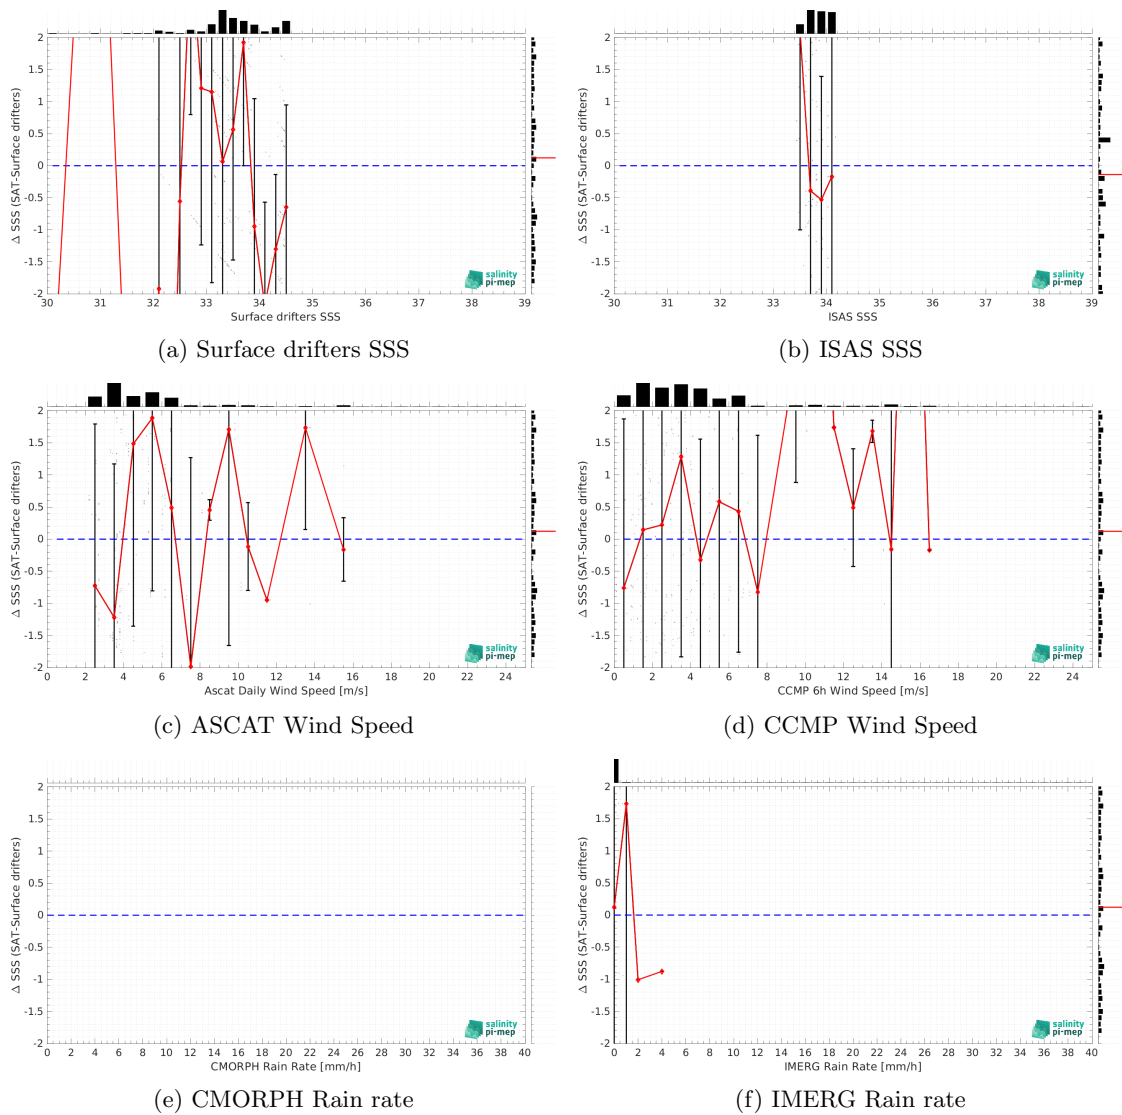 2
1.5
1
0.5
0
-0.5
-1
-1.5
-2
Δ SSS (SAT-Surface drifters)
30 31 32 33 34 35 36 37 38 39
Surface drifters SSS
salinity
pi-mep
(a) Surface drifters SSS
2
1.5
1
0.5
0
-0.5
-1
-1.5
-2
Δ SSS (SAT-Surface drifters)
30 31 32 33 34 35 36 37 38 39
ISAS SSS
salinity
pi-mep
(b) ISAS SSS
2
1.5
1
0.5
0
-0.5
-1
-1.5
-2
Δ SSS (SAT-Surface drifters)
0 2 4 6 8 10 12 14 16 18 20 22 24
Ascat Daily Wind Speed [m/s]
salinity
pi-mep
(c) ASCAT Wind Speed
2
1.5
1
0.5
0
-0.5
-1
-1.5
-2
Δ SSS (SAT-Surface drifters)
0 2 4 6 8 10 12 14 16 18 20 22 24
CCMP 6h Wind Speed [m/s]
salinity
pi-mep
(d) CCMP Wind Speed
2
1.5
1
0.5
0
-0.5
-1
-1.5
-2
Δ SSS (SAT-Surface drifters)
0 2 4 6 8 10 12 14 16 18 20 22 24 26 28 30 32 34 36 38 40
CMORPH Rain Rate [mm/h]
salinity
pi-mep
(e) CMORPH Rain rate
2
1.5
1
0.5
0
-0.5
-1
-1.5
-2
Δ SSS (SAT-Surface drifters)
0 2 4 6 8 10 12 14 16 18 20 22 24 26 28 30 32 34 36 38 40
IMERG Rain Rate [mm/h]
salinity
pi-mep
(f) IMERG Rain rate